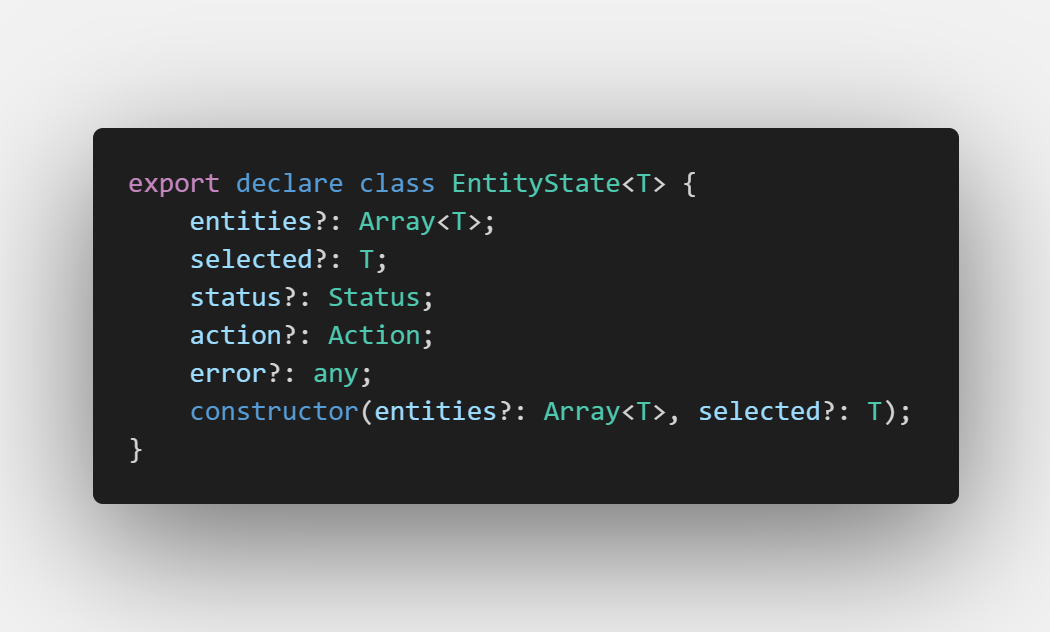 export declare class EntityState<T> {
    entities?: Array<T>;
    selected?: T;
    status?: Status;
    action?: Action;
    error?: any;
    constructor(entities?: Array<T>, selected?: T);
}